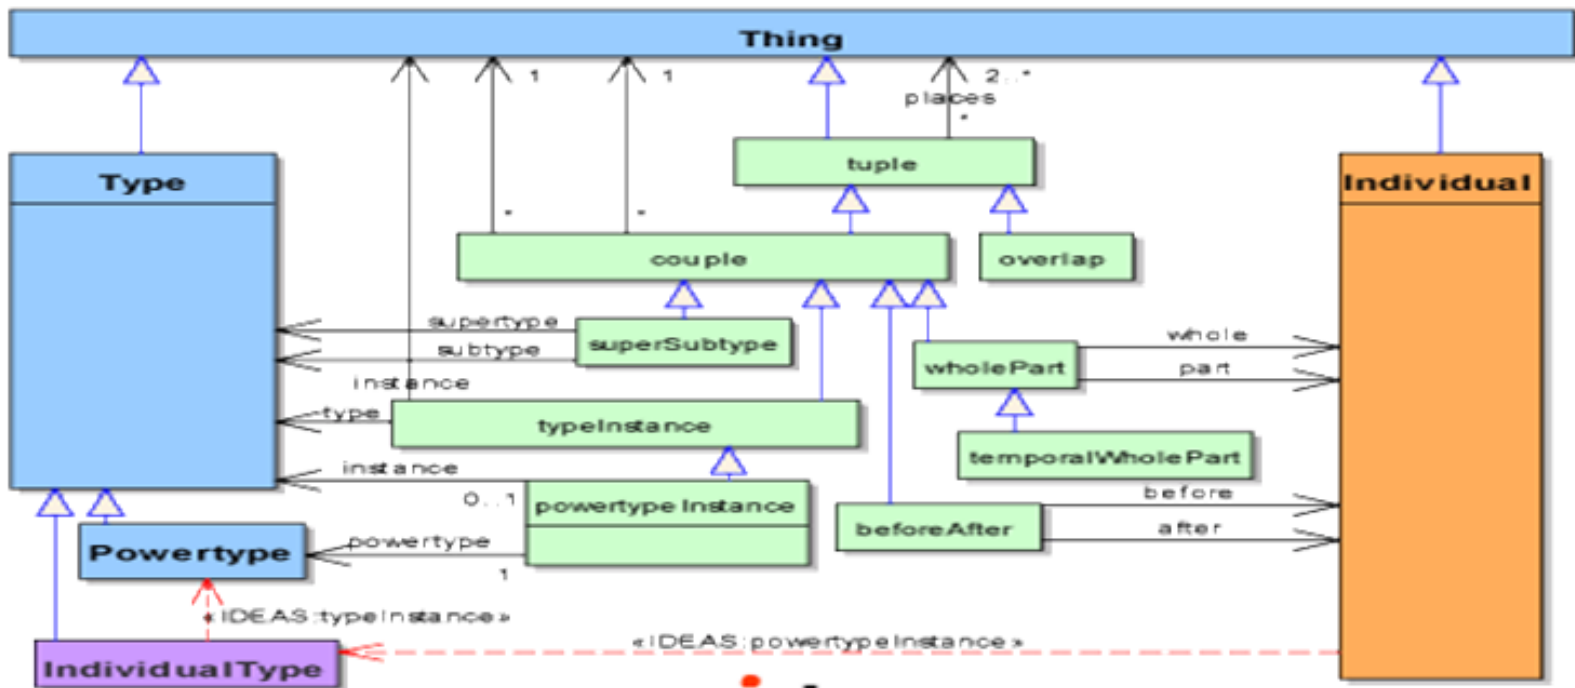 Thing
1
1
2..*
places
*
tuple
Type
Individual
*
*
couple
overlap
supertype
superSubtype
subtype
whole
wholePart
part
instance
type
typeInstance
temporalWholePart
instance
0..1
powertypeInstance
before
beforeAfter
after
Powertype
powertype
1
«IDEAS:typeInstance»
«IDEAS:powertypeInstance»
IndividualType